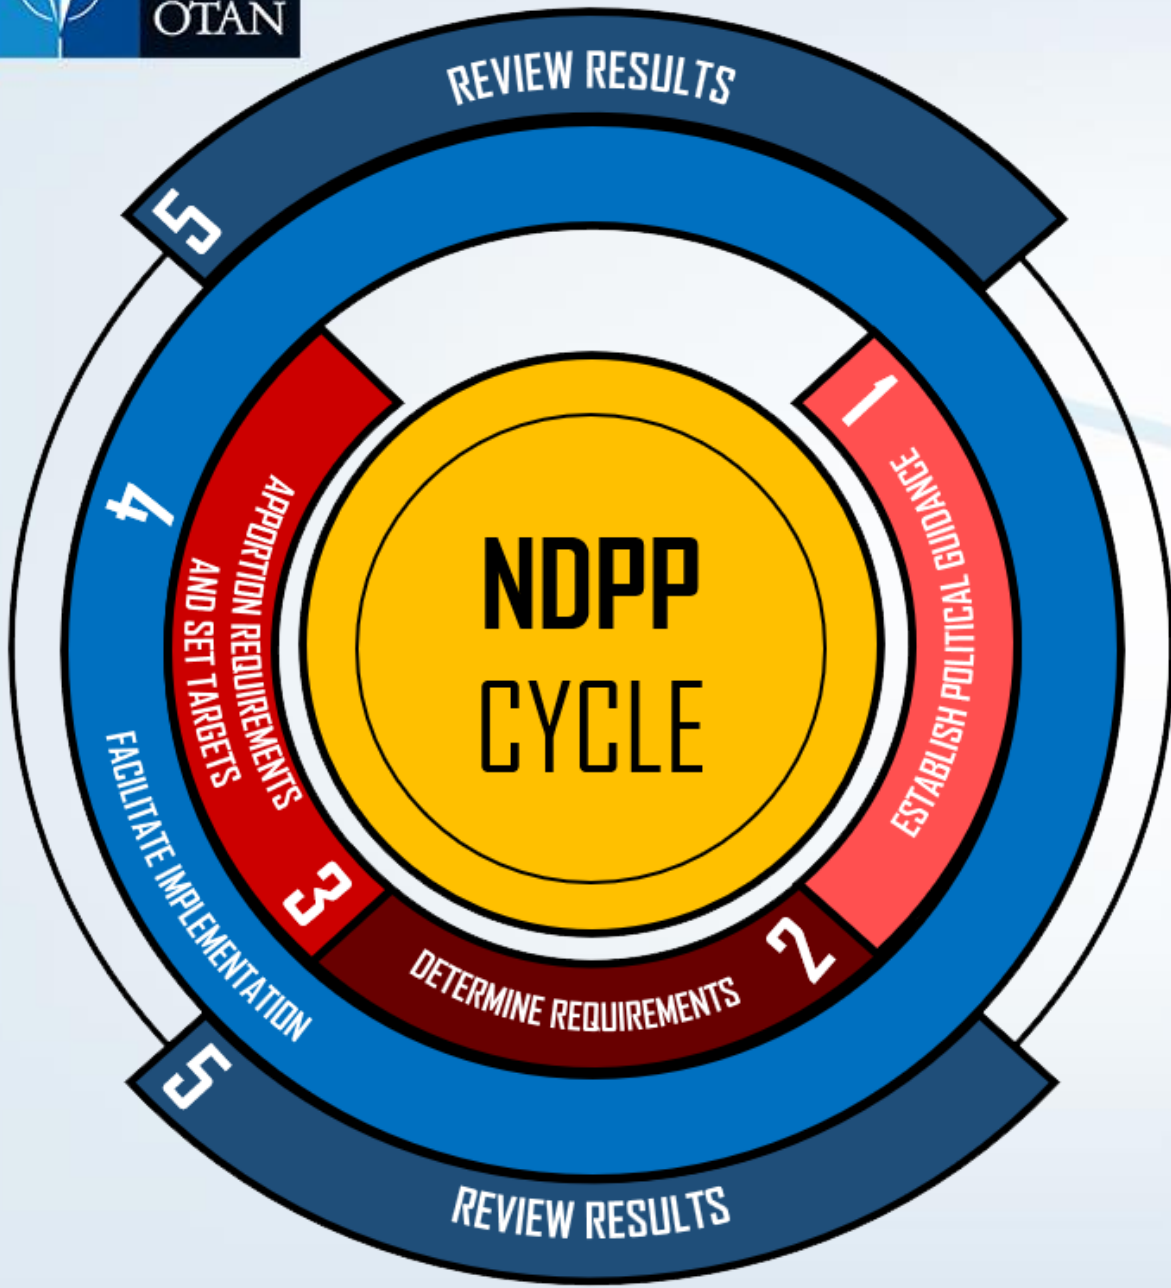 OTAN
REVIEW RESULTS
5
1
ESTABLISH POLITICAL GUIDANCE
2
DETERMINE REQUIREMENTS
3
APPORTION REQUIREMENTS
AND SET TARGETS
4
FACILITATE IMPLEMENTATION
NDPP
CYCLE
5
REVIEW RESULTS